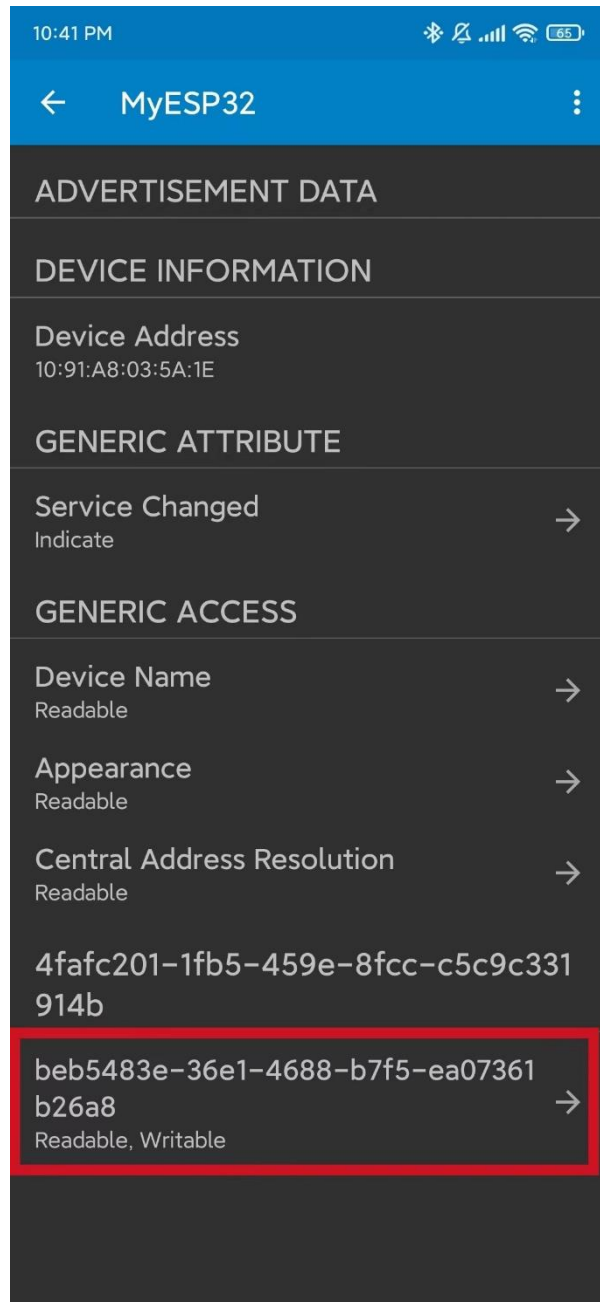 10:41 PM 65
MyESP32
ADVERTISEMENT DATA
DEVICE INFORMATION
Device Address
10:91:A8:03:5A:1E
GENERIC ATTRIBUTE
Service Changed
Indicate
GENERIC ACCESS
Device Name
Readable
Appearance
Readable
Central Address Resolution
Readable
4fafc201-1fb5-459e-8fcc-c5c9c331
914b
beb5483e-36e1-4688-b7f5-ea07361
b26a8
Readable, Writable